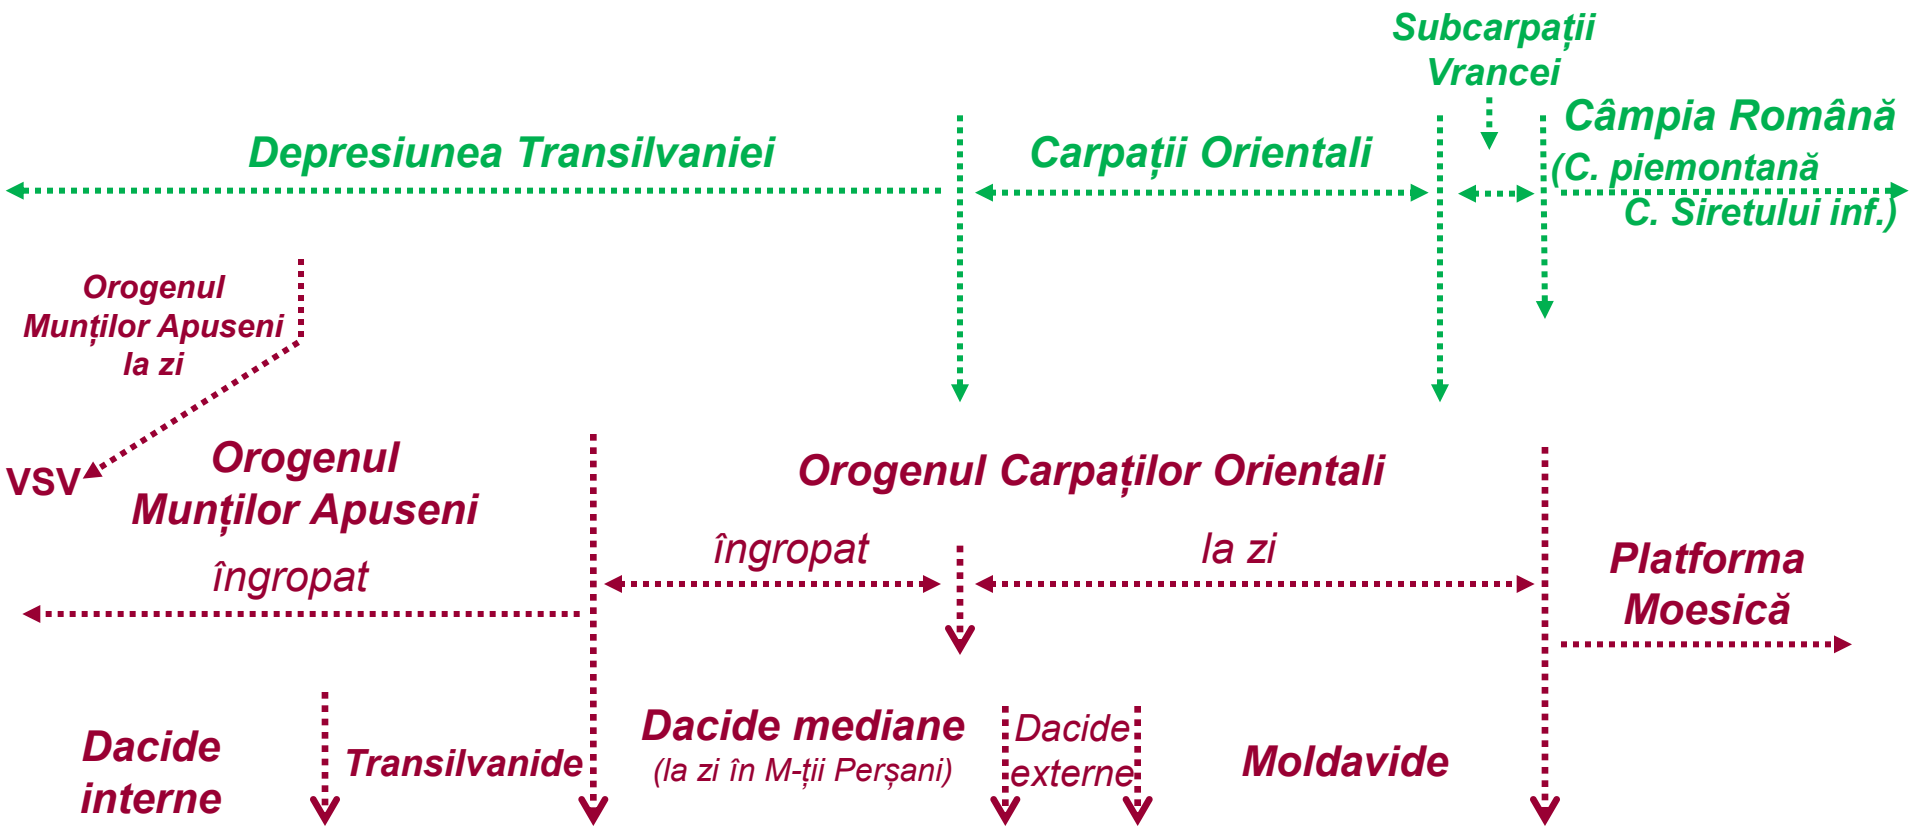 Subcarpații
Vrancei
Depresiunea Transilvaniei
Carpații Orientali
Câmpia Română
(C. piemontană
C. Siretului inf.)
Orogenul
Munților Apuseni
la zi
VSV
Orogenul
Munților Apuseni
îngropat
Orogenul Carpaților Orientali
îngropat
la zi
Platforma
Moesică
Dacide
interne
Transilvanide
Dacide mediane
(la zi în M-ții Perșani)
Dacide
externe
Moldavide